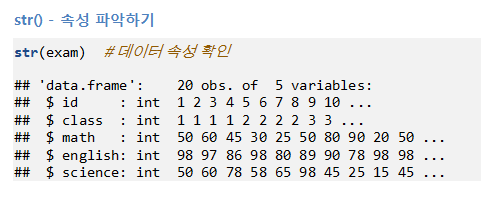 str() - 속성 파악하기
str(exam)  # 데이터 속성 확인
## 'data.frame':    20 obs. of  5 variables:
##  $ id     : int  1 2 3 4 5 6 7 8 9 10 ...
##  $ class  : int  1 1 1 1 2 2 2 2 3 3 ...
##  $ math   : int  50 60 45 30 25 50 80 90 20 50 ...
##  $ english: int  98 97 86 98 80 89 90 78 98 98 ...
##  $ science: int  50 60 78 58 65 98 45 25 15 45 ...